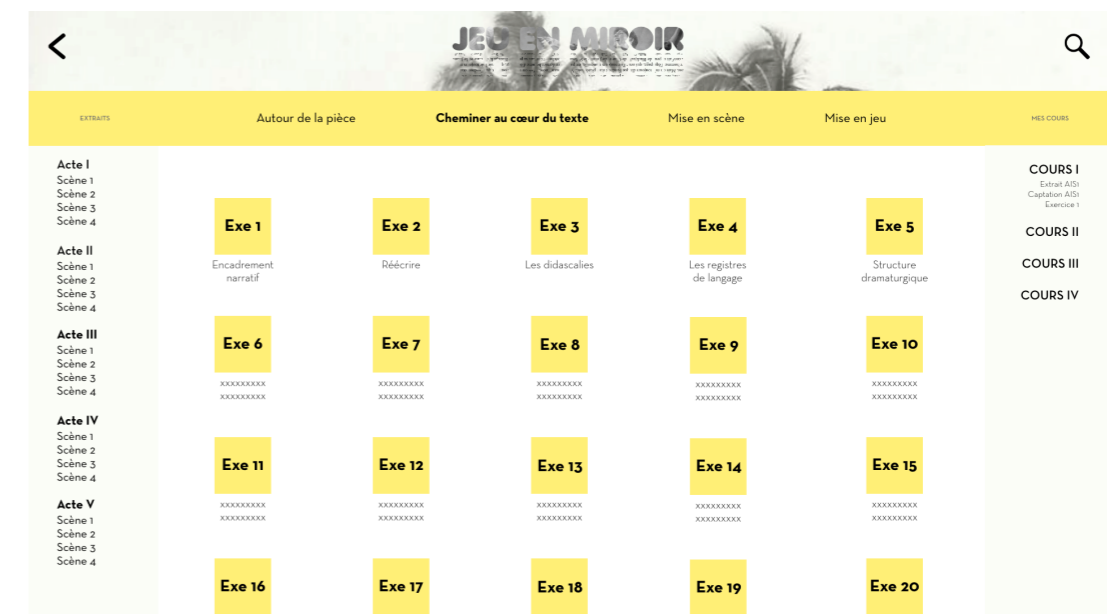 JEU EN MIROIR
EXTRAITS
Autour de la pièce
Cheminer au cœur du texte
Mise en scène
Mise en jeu
MES COURS
Acte I
Scène 1
Scène 2
Scène 3
Scène 4
Acte II
Scène 1
Scène 2
Scène 3
Scène 4
Acte III
Scène 1
Scène 2
Scène 3
Scène 4
Acte IV
Scène 1
Scène 2
Scène 3
Scène 4
Acte V
Scène 1
Scène 2
Scène 3
Scène 4
Exe 1
Encadrement
narratif
Exe 2
Réécrire
Exe 3
Les didascalies
Exe 4
Les registres
de langage
Exe 5
Structure
dramaturgique
Exe 6
xxxxxxxxx
xxxxxxxxx
Exe 7
xxxxxxxxx
xxxxxxxxx
Exe 8
xxxxxxxxx
xxxxxxxxx
Exe 9
xxxxxxxxx
xxxxxxxxx
Exe 10
xxxxxxxxx
xxxxxxxxx
Exe 11
xxxxxxxxx
xxxxxxxxx
Exe 12
xxxxxxxxx
xxxxxxxxx
Exe 13
xxxxxxxxx
xxxxxxxxx
Exe 14
xxxxxxxxx
xxxxxxxxx
Exe 15
xxxxxxxxx
xxxxxxxxx
Exe 16
Exe 17
Exe 18
Exe 19
Exe 20
COURS I
Extrait AIS1
Captation AIS1
Exercice 1
COURS II
COURS III
COURS IV